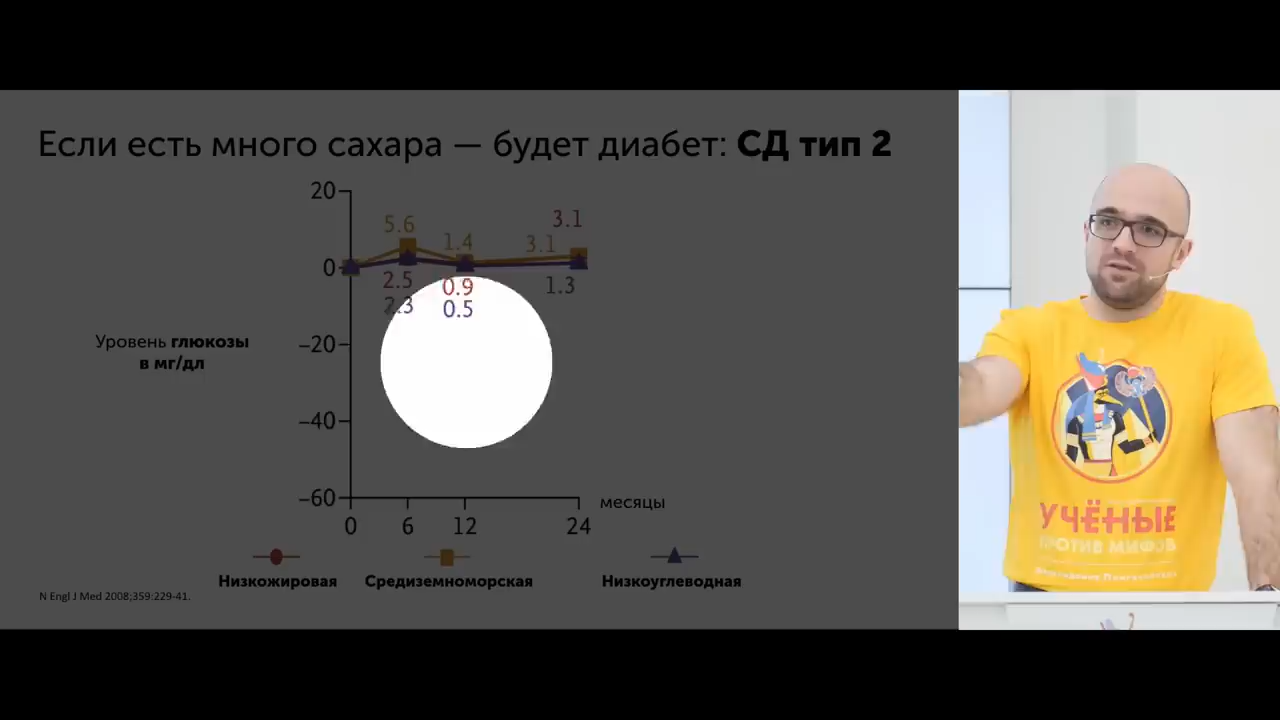 Если есть много сахара — будет диабет: СД тип 2
20
5.6
1.4
3.1
3.1
0
2.5
0.9
1.3
2.3
0.5
–20
Уровень глюкозы
в мг/дл
–40
–60
месяцы
0 6 12 24
Низкожировая Средиземноморская Низкоуглеводная
N Engl J Med 2008;359:229-41.
УЧЁНЫЕ
ПРОТИВ МИФОВ